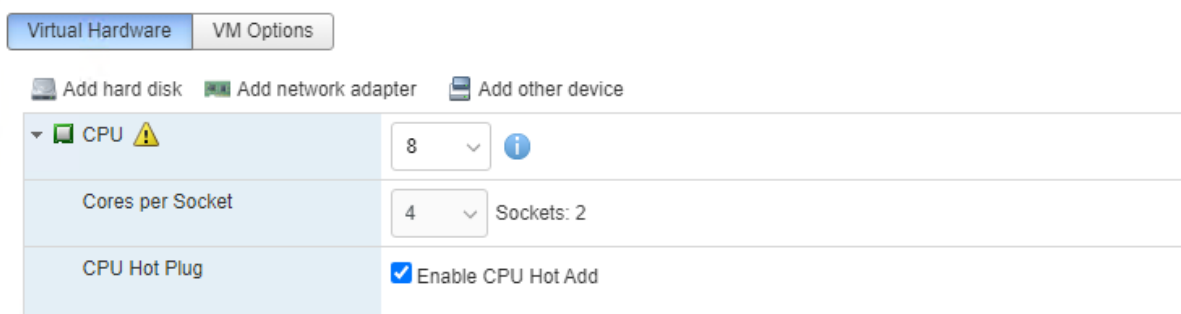 Virtual Hardware VM Options
Add hard disk Add network adapter Add other device
CPU 8
Cores per Socket 4 Sockets: 2
CPU Hot Plug Enable CPU Hot Add